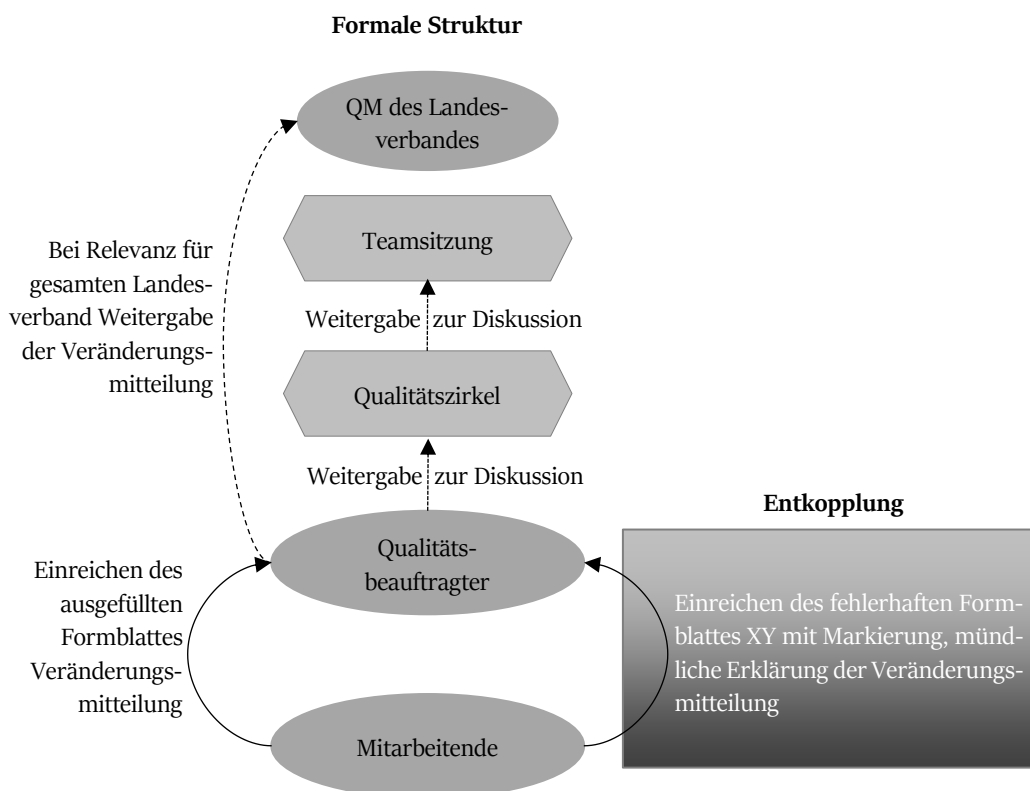 Formale Struktur
QM des Landes-
verbandes
Teamsitzung
Bei Relevanz für
gesamten Landes-
verband Weitergabe
der Veränderungs-
mitteilung
Weitergabe zur Diskussion
Qualitätszirkel
Weitergabe zur Diskussion
Entkopplung
Qualitäts-
beauftragter
Einreichen des
ausgefüllten
Formblattes
Veränderungs-
mitteilung
Einreichen des fehlerhaften Form-
blattes XY mit Markierung, münd-
liche Erklärung der Veränderungs-
mitteilung
Mitarbeitende